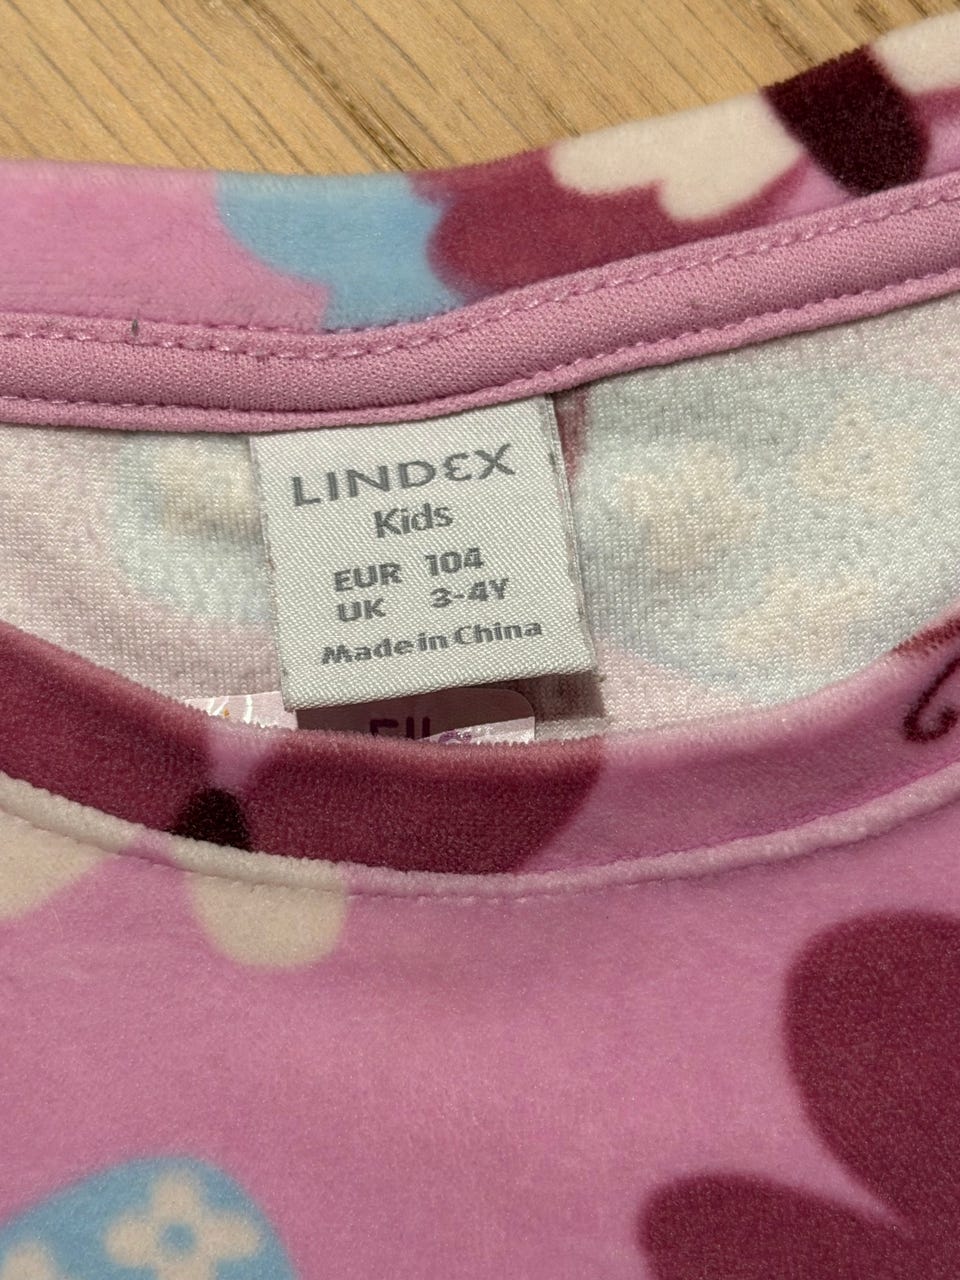 LINDEX
Kids
EUR 104
UK 3-4Y
Made in China